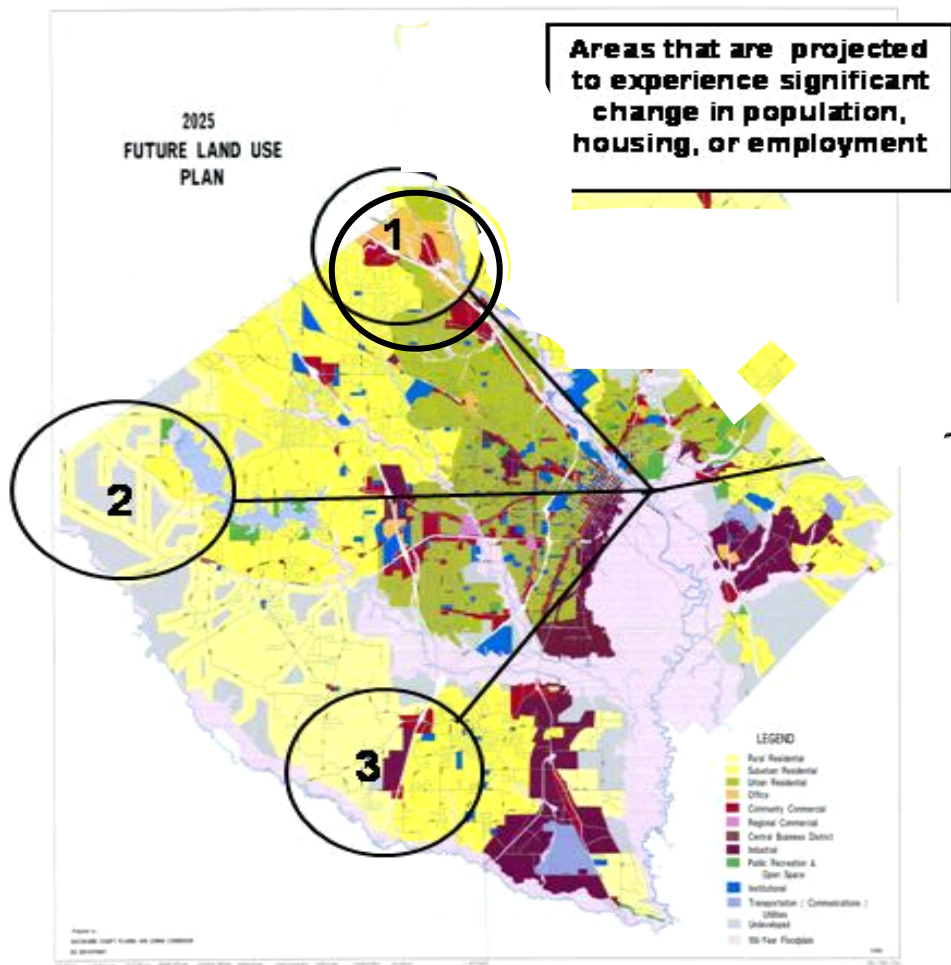 Areas that are projected
to experience significant
change in population,
housing, or employment
2025
FUTURE LAND USE
PLAN
1
2
3
LEGEND
Rural Residential
Suburban Residential
Urban Residential
Office
Community Commercial
Regional Commercial
Central Business District
Industrial
Public Recreation &
Open Space
Institutional
Transportation / Communications /
Utilities
Undeveloped
100-Year Floodplain